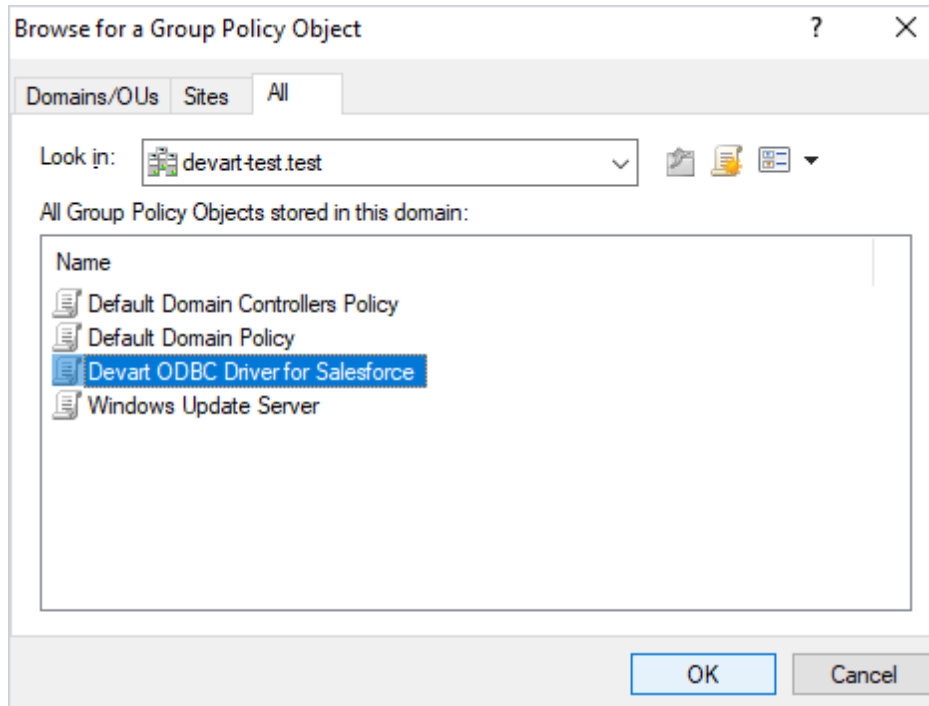 Browse for a Group Policy Object ?
Domains/OUs Sites All
Look in: devart-test.test
All Group Policy Objects stored in this domain:
Name
Default Domain Controllers Policy
Default Domain Policy
Devart ODBC Driver for Salesforce
Windows Update Server
OK Cancel